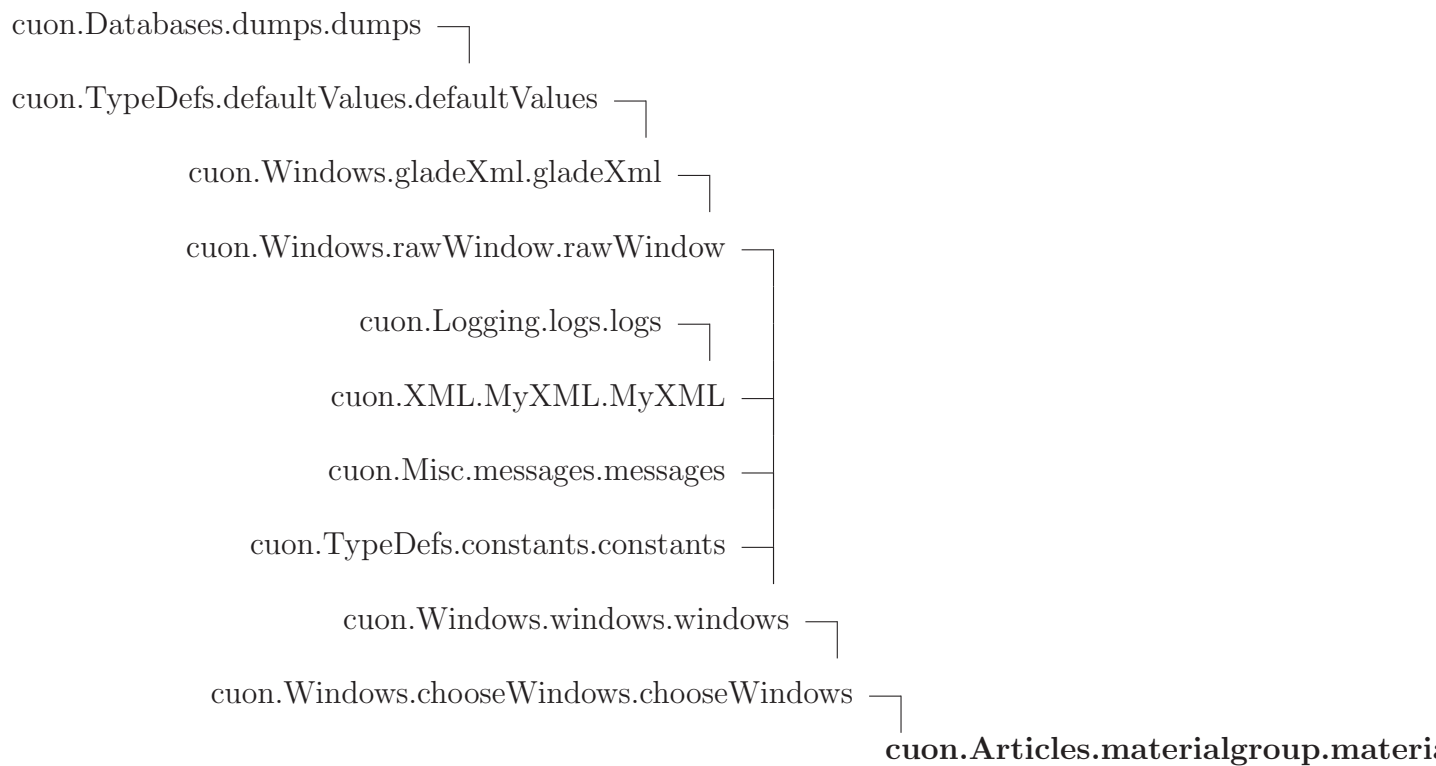 cuon.Databases.dumps.dumps
cuon.TypeDefs.defaultValues.defaultValues
cuon.Windows.gladeXml.gladeXml
cuon.Windows.rawWindow.rawWindow
cuon.Logging.logs.logs
cuon.XML.MyXML.MyXML
cuon.Misc.messages.messages
cuon.TypeDefs.constants.constants
cuon.Windows.windows.windows
cuon.Windows.chooseWindows.chooseWindows
cuon.Articles.materialgroup.materia